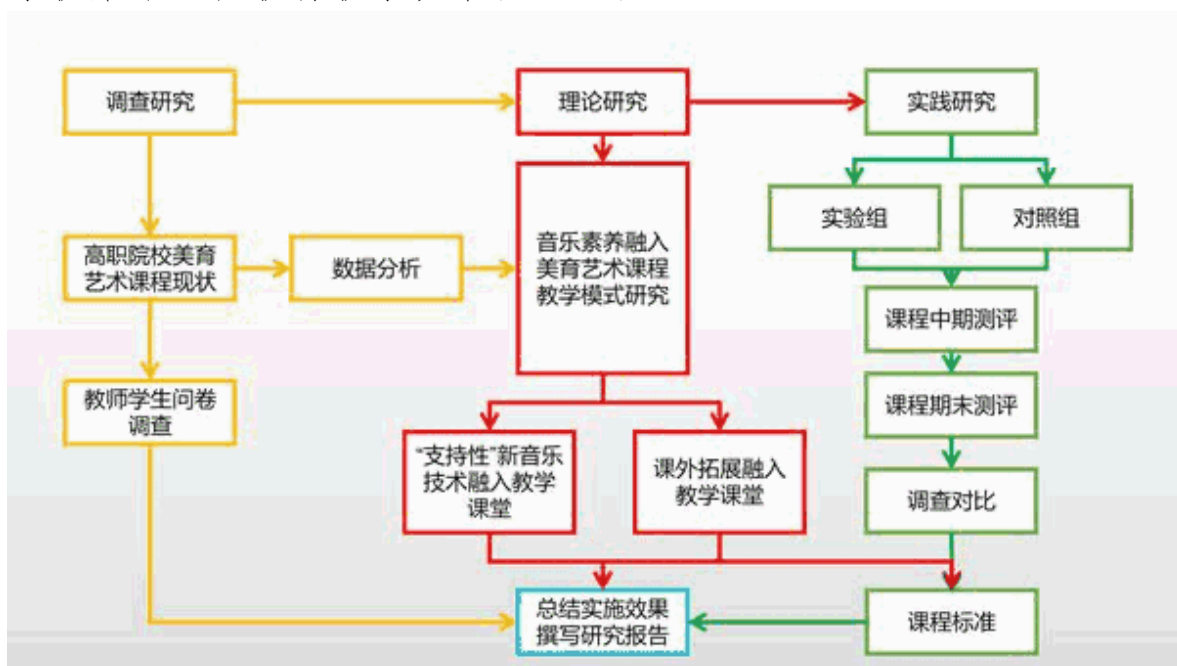 调查研究
理论研究
实践研究
实验组
对照组
高职院校美育
艺术课程现状
数据分析
音乐素养融入
美育艺术课程
教学模式研究
课程中期测评
教师学生问卷
调查
课程期末测评
“支持性”新音乐
技术融入教学
课堂
课外拓展融入
教学课堂
调查对比
总结实施效果
撰写研究报告
课程标准